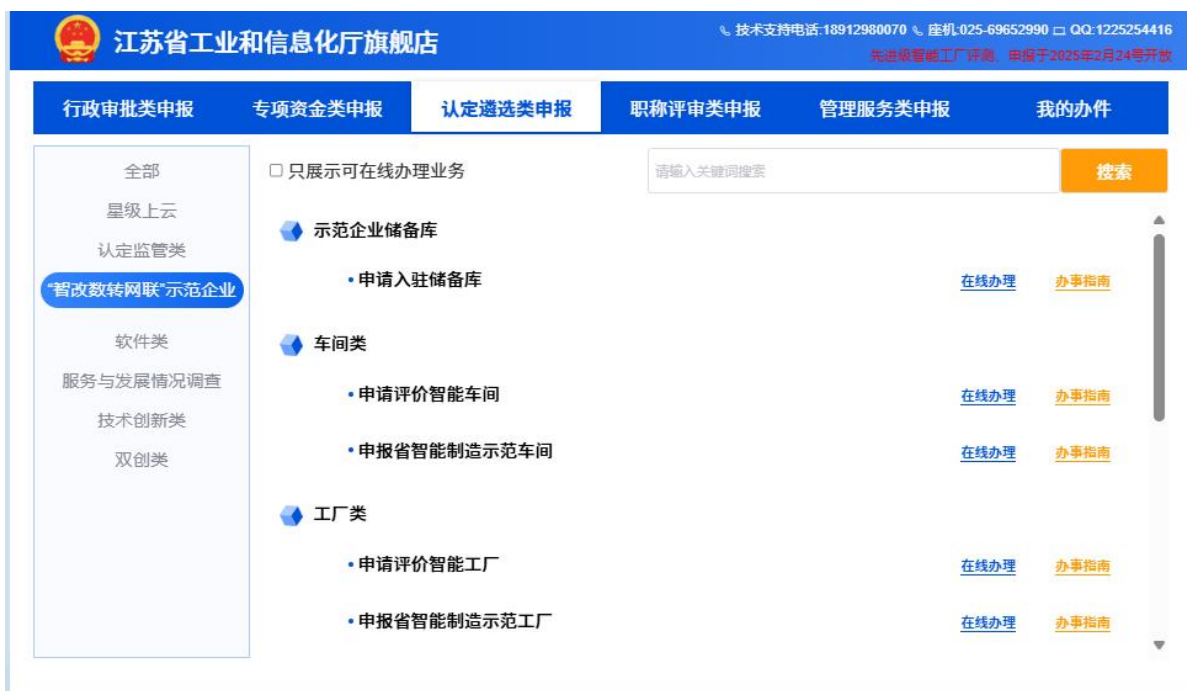 江苏省工业和信息化厅旗舰店
技术支持电话:18912980070 座机:025-69652990 QQ:1225254416
先进级智能工厂评测、申报于2025年2月24号开放
行政审批类申报 专项资金类申报 认定遴选类申报 职称评审类申报 管理服务类申报 我的办件
全部
星级上云
认定监管类
“智改数转网联”示范企业
软件类
服务与发展情况调查
技术创新类
双创类
只展示可在线办理业务 请输入关键词搜索 搜索
示范企业储备库
•申请入驻储备库 在线办理 办事指南
车间类
•申请评价智能车间 在线办理 办事指南
•申报省智能制造示范车间 在线办理 办事指南
工厂类
•申请评价智能工厂 在线办理 办事指南
•申报省智能制造示范工厂 在线办理 办事指南